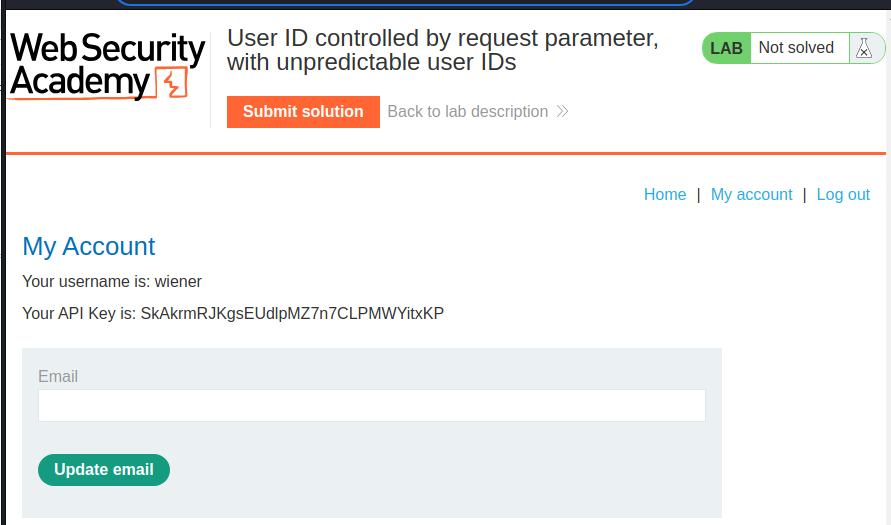 Web Security
Academy
User ID controlled by request parameter,
with unpredictable user IDs
LAB Not solved
Submit solution Back to lab description
Home | My account | Log out
My Account
Your username is: wiener
Your API Key is: SkAkrmRJKgsEUdlpMZ7n7CLPMWYitxKP
Email
Update email